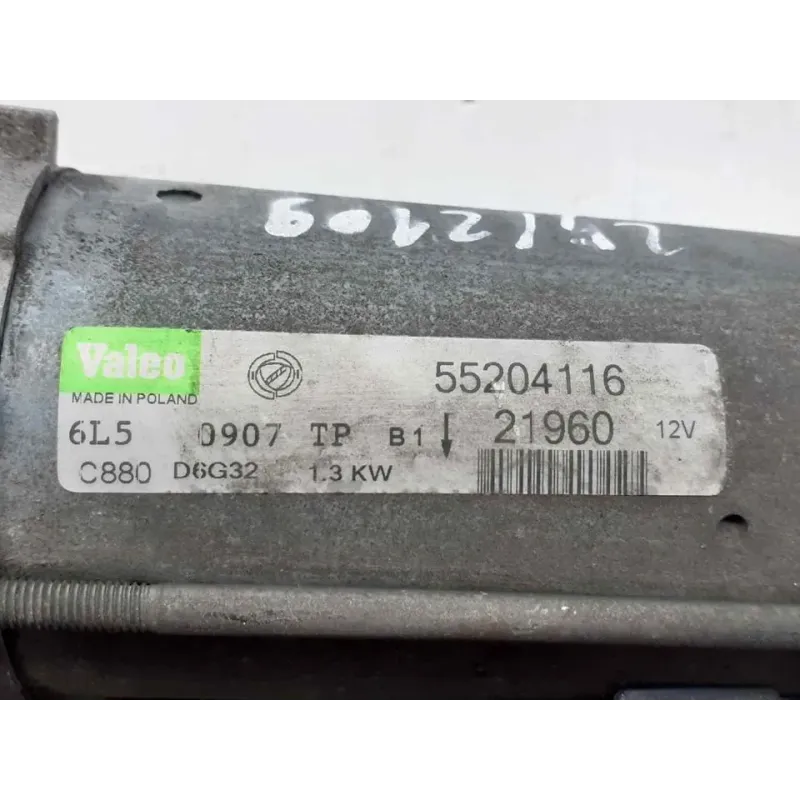 Valeo
MADE IN POLAND
55204116
6L5 0907 TP B1 21960 12V
C880 D6G32 1.3 KW